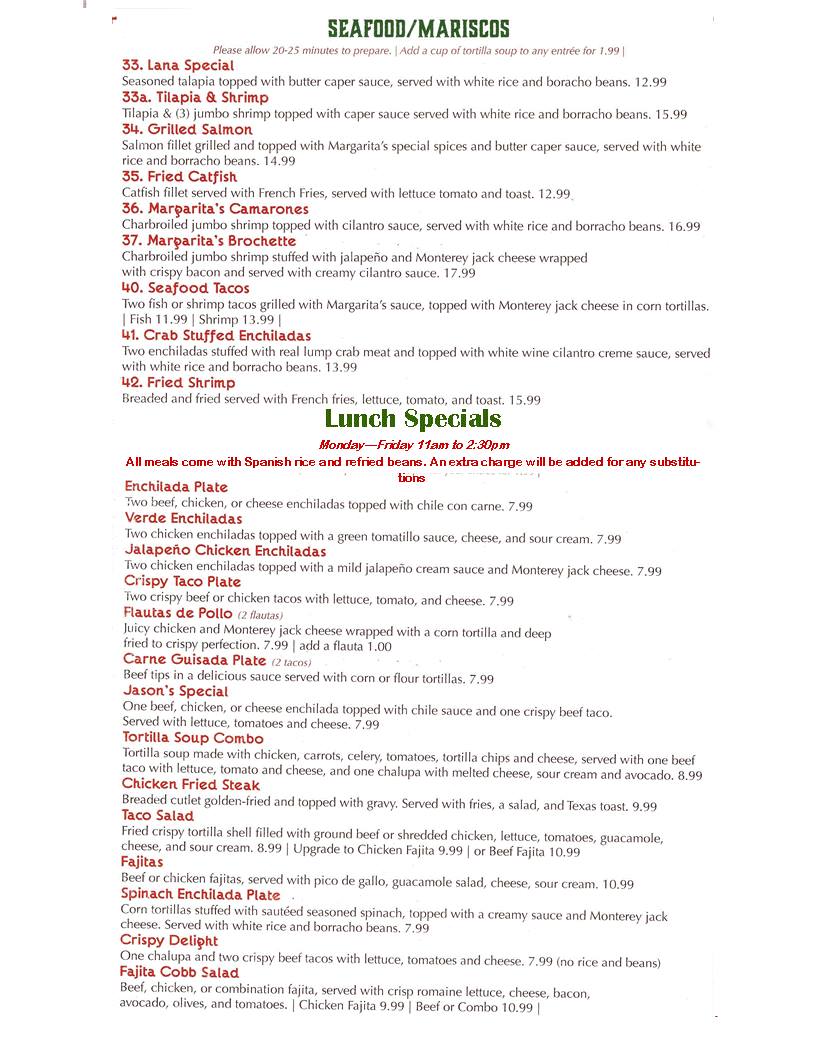 SEAFOOD/MARISCOS
Please allow 20-25 minutes to prepare. | Add a cup of tortilla soup to any entrée for 1.99 |
33. Lana Special
Seasoned talapia topped with butter caper sauce, served with white rice and boracho beans. 12.99
33a. Tilapia & Shrimp
Tilapia & (3) jumbo shrimp topped with caper sauce served with white rice and borracho beans. 15.99
34. Grilled Salmon
Salmon fillet grilled and topped with Margarita's special spices and butter caper sauce, served with white
rice and borracho beans. 14.99
35. Fried Catfish
Catfish fillet served with French Fries, served with lettuce tomato and toast. 12.99
36. Margarita's Camarones
Charbroiled jumbo shrimp topped with cilantro sauce, served with white rice and borracho beans. 16.99
37. Margarita's Brochette
Charbroiled jumbo shrimp stuffed with jalapeño and Monterey jack cheese wrapped
with crispy bacon and served with creamy cilantro sauce. 17.99
40. Seafood Tacos
Two fish or shrimp tacos grilled with Margarita's sauce, topped with Monterey jack cheese in corn tortillas.
| Fish 11.99 | Shrimp 13.99 |
41. Crab Stuffed Enchiladas
Two enchiladas stuffed with real lump crab meat and topped with white wine cilantro creme sauce, served
with white rice and borracho beans. 13.99
42. Fried Shrimp
Breaded and fried served with French fries, lettuce, tomato, and toast. 15.99
Lunch Specials
Monday—Friday 11am to 2:30pm
All meals come with Spanish rice and refried beans. An extra charge will be added for any substitu-
tions
Enchilada Plate
Two beef, chicken, or cheese enchiladas topped with chile con carne. 7.99
Verde Enchiladas
Two chicken enchiladas topped with a green tomatillo sauce, cheese, and sour cream. 7.99
Jalapeño Chicken Enchiladas
Two chicken enchiladas topped with a mild jalapeño cream sauce and Monterey jack cheese. 7.99
Crispy Taco Plate
Two crispy beef or chicken tacos with lettuce, tomato, and cheese. 7.99
Flautas de Pollo (2 flautas)
Juicy chicken and Monterey jack cheese wrapped with a corn tortilla and deep
fried to crispy perfection. 7.99 | add a flauta 1.00
Carne Guisada Plate (2 tacos)
Beef tips in a delicious sauce served with corn or flour tortillas. 7.99
Jason's Special
One beef, chicken, or cheese enchilada topped with chile sauce and one crispy beef taco.
Served with lettuce, tomatoes and cheese. 7.99
Tortilla Soup Combo
Tortilla soup made with chicken, carrots, celery, tomatoes, tortilla chips and cheese, served with one beef
taco with lettuce, tomato and cheese, and one chalupa with melted cheese, sour cream and avocado. 8.99
Chicken Fried Steak
Breaded cutlet golden-fried and topped with gravy. Served with fries, a salad, and Texas toast. 9.99
Taco Salad
Fried crispy tortilla shell filled with ground beef or shredded chicken, lettuce, tomatoes, guacamole,
cheese, and sour cream. 8.99 | Upgrade to Chicken Fajita 9.99 | or Beef Fajita 10.99
Fajitas
Beef or chicken fajitas, served with pico de gallo, guacamole salad, cheese, sour cream. 10.99
Spinach Enchilada Plate
Corn tortillas stuffed with sautéed seasoned spinach, topped with a creamy sauce and Monterey jack
cheese. Served with white rice and borracho beans. 7.99
Crispy Delight
One chalupa and two crispy beef tacos with lettuce, tomatoes and cheese. 7.99 (no rice and beans)
Fajita Cobb Salad
Beef, chicken, or combination fajita, served with crisp romaine lettuce, cheese, bacon,
avocado, olives, and tomatoes. | Chicken Fajita 9.99 | Beef or Combo 10.99 |